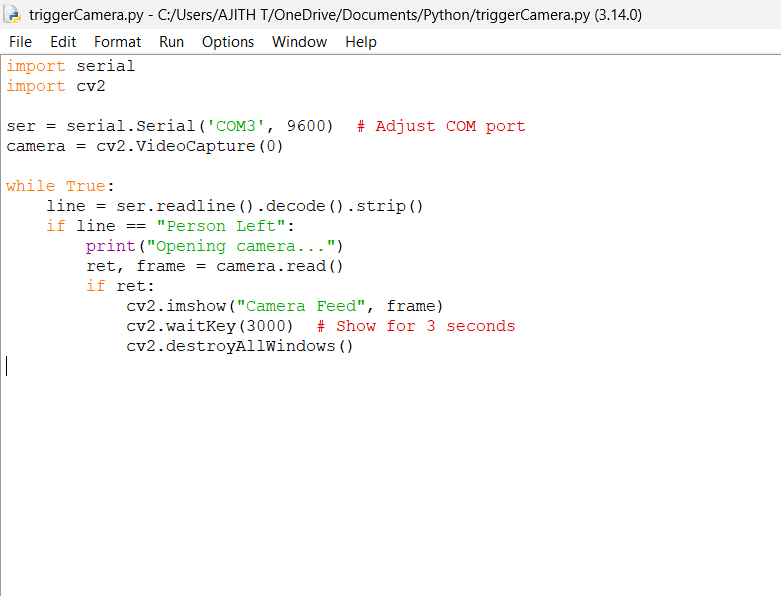 triggerCamera.py - C:/Users/AJITH T/OneDrive/Documents/Python/triggerCamera.py (3.14.0)
File Edit Format Run Options Window Help
import serial
import cv2
ser = serial.Serial('COM3', 9600)  # Adjust COM port
camera = cv2.VideoCapture(0)
while True:
    line = ser.readline().decode().strip()
    if line == "Person Left":
        print("Opening camera...")
        ret, frame = camera.read()
        if ret:
            cv2.imshow("Camera Feed", frame)
            cv2.waitKey(3000)  # Show for 3 seconds
            cv2.destroyAllWindows()